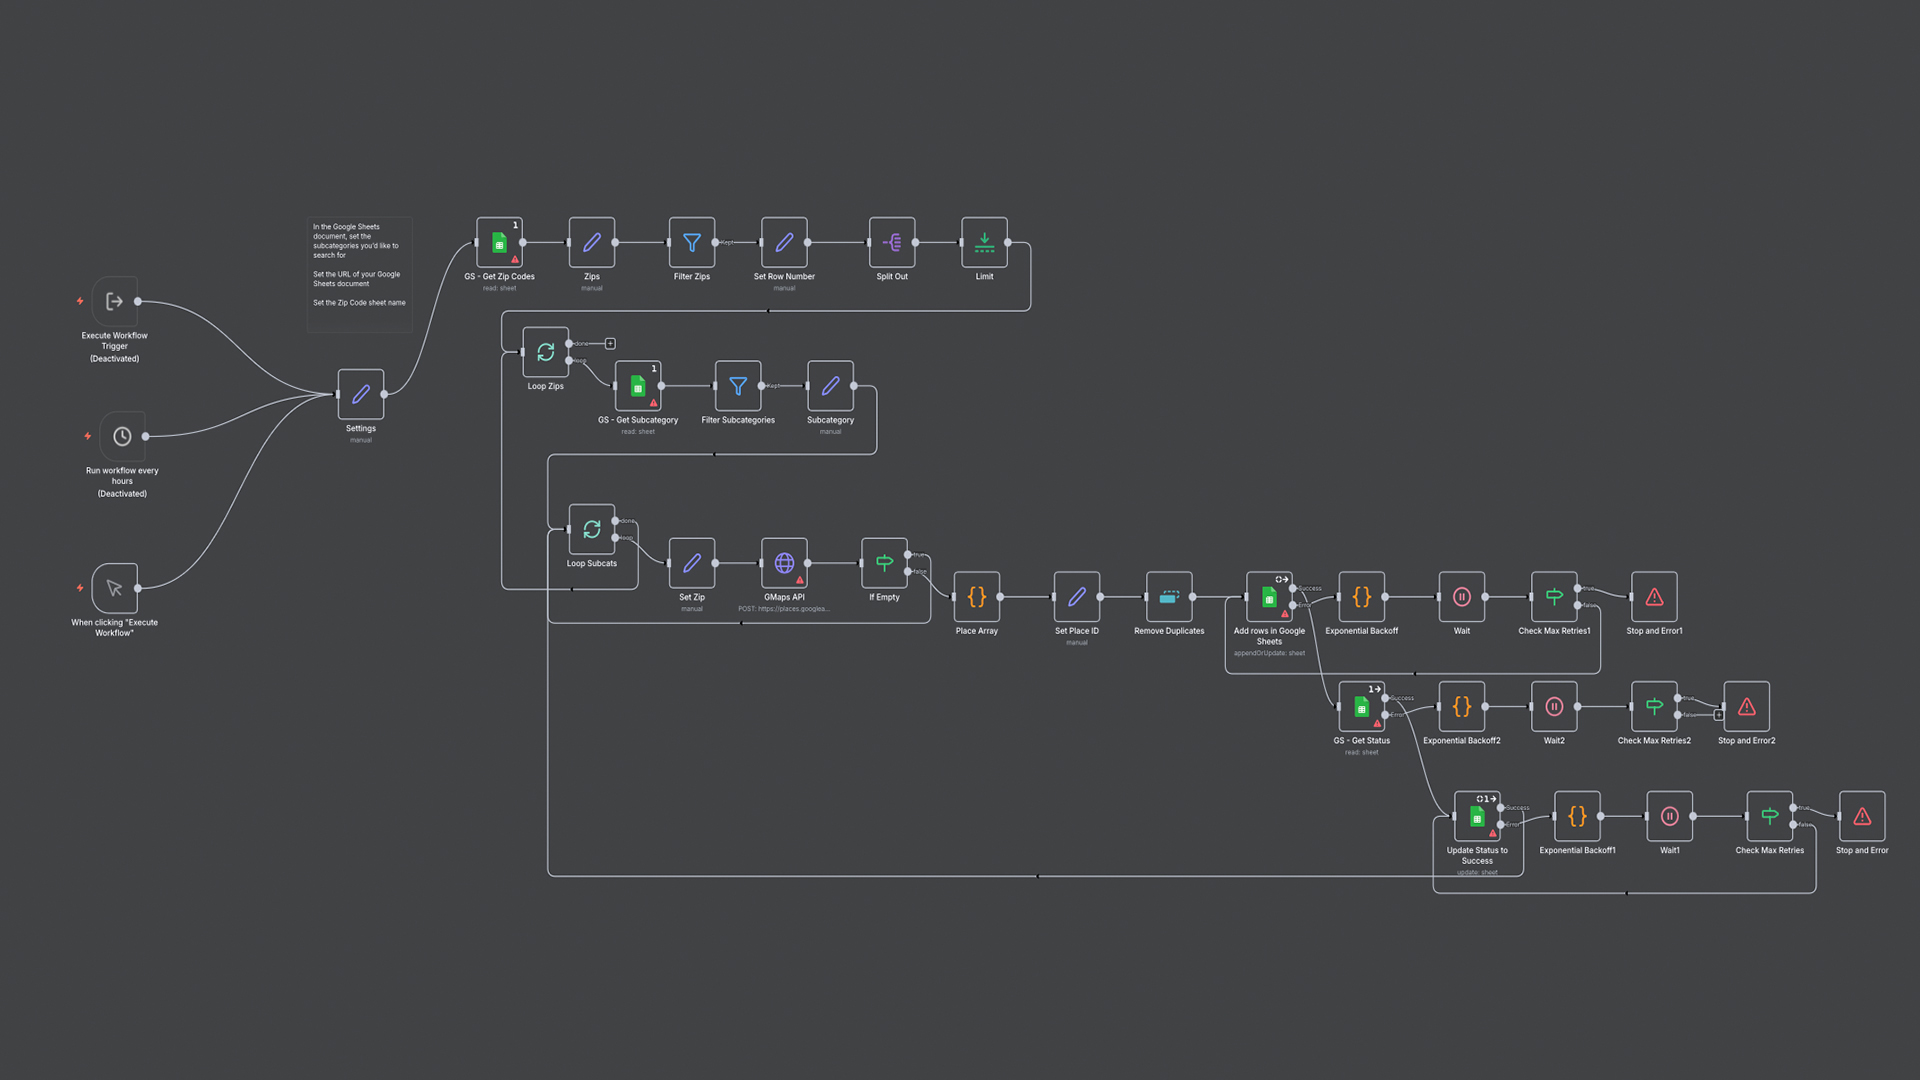 In the Google Sheets
document, set the
subcategories you'd like to
search for
Set the URL of your Google
Sheets document
Set the Zip Code sheet name
Execute Workflow
Trigger
(Deactivated)
Run workflow every
hours
(Deactivated)
When clicking "Execute
Workflow"
Settings
manual
1
GS - Get Zip Codes
read: sheet
Zips
manual
Filter Zips
Kept
Set Row Number
manual
Split Out
Limit
Loop Zips
done
loop
1
GS - Get Subcategory
read: sheet
Filter Subcategories
Kept
Subcategory
manual
Loop Subcats
done
loop
Set Zip
manual
GMaps API
POST: https://places.googlea...
If Empty
true
false
Place Array
Set Place ID
manual
Remove Duplicates
Add rows in Google
Sheets
appendOrUpdate: sheet
Success
Error
Exponential Backoff
Wait
Check Max Retries1
true
false
Stop and Error1
1
GS - Get Status
read: sheet
Success
Error
Exponential Backoff2
Wait2
Check Max Retries2
true
false
Stop and Error2
1
Update Status to
Success
update: sheet
Success
Error
Exponential Backoff1
Wait1
Check Max Retries
true
false
Stop and Error